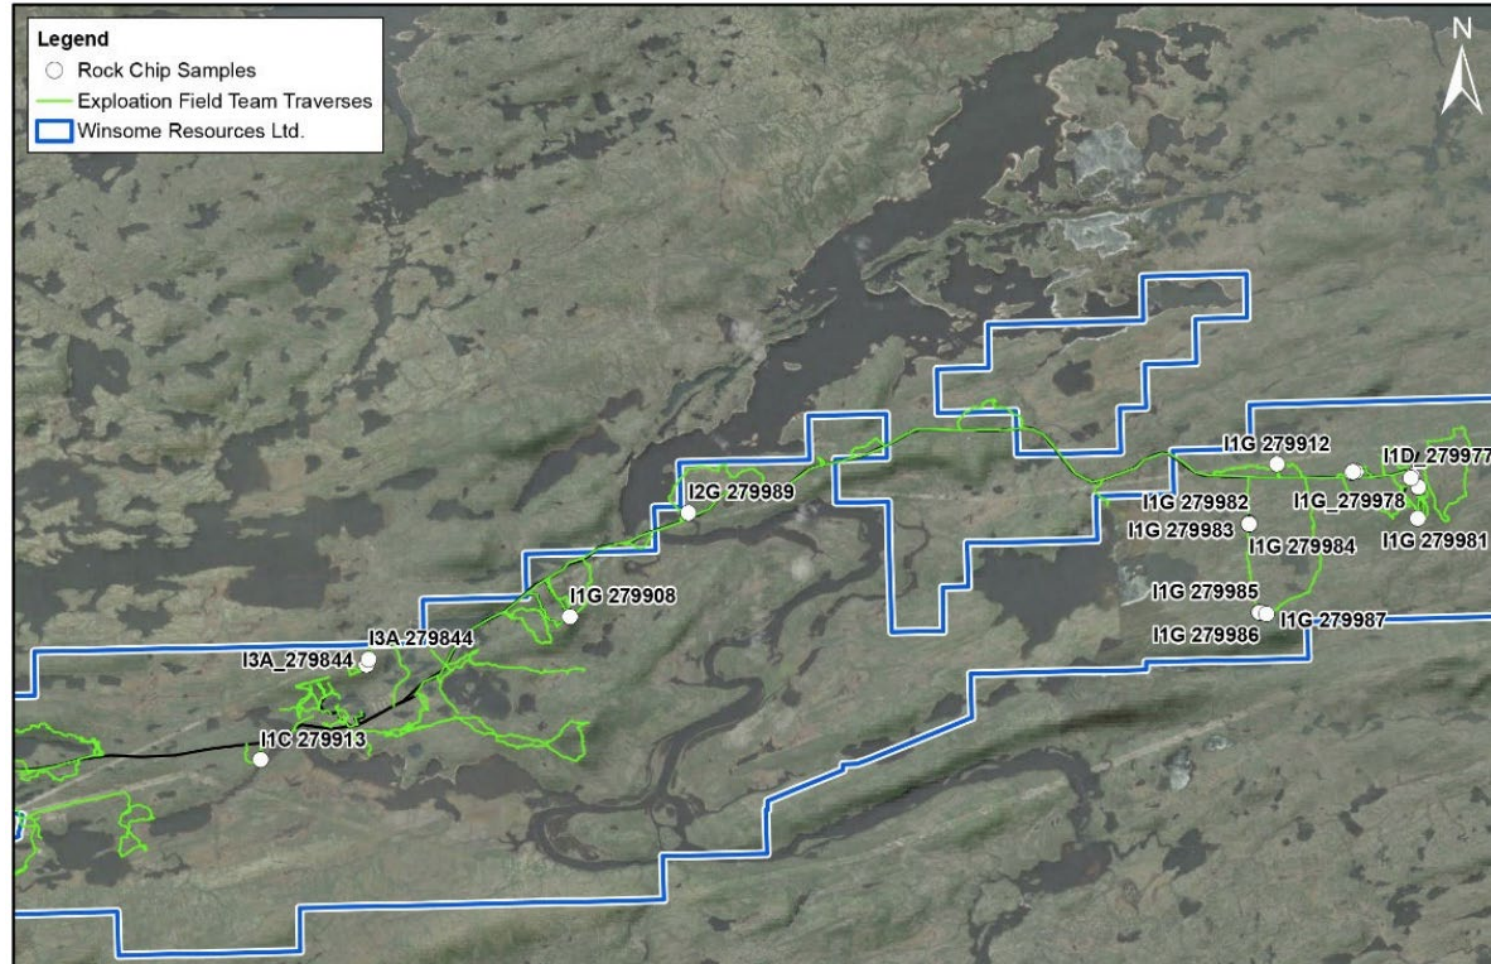 Legend
Rock Chip Samples
Exploation Field Team Traverses
Winsome Resources Ltd.
N
I1G 279912
I1D_279977
I2G 279989
I1G 279982
I1G_279978
I1G 279983
I1G 279984
I1G 279981
I1G 279985
I1G 279908
I1G 279987
I1G 279986
I3A 279844
I3A_279844
I1C 279913